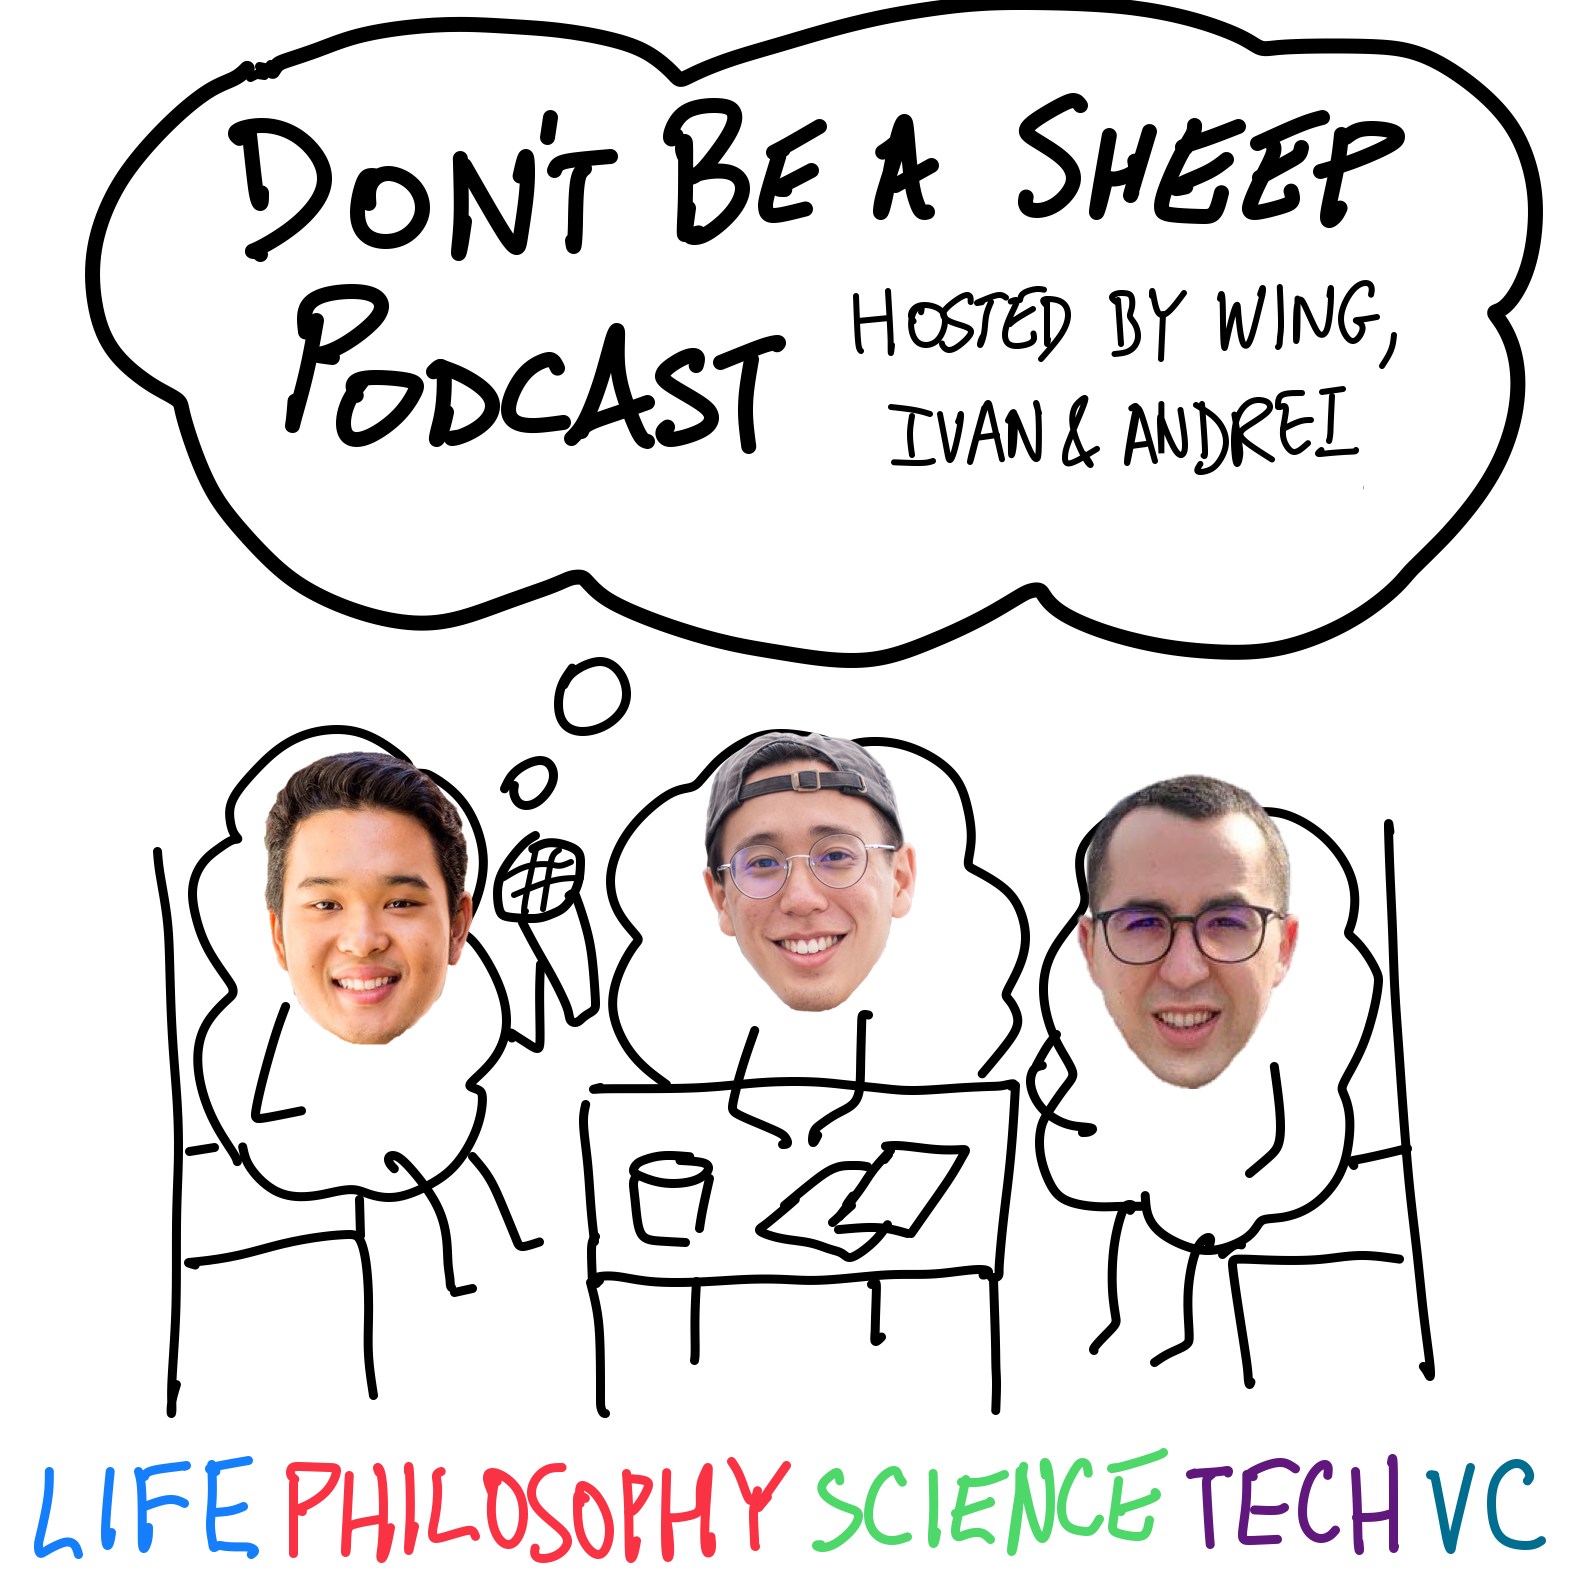 DON'T BE A SHEEP
PODCAST
HOSTED BY WING,
IVAN & ANDREI
LIFE PHILOSOPHY SCIENCE TECH VC